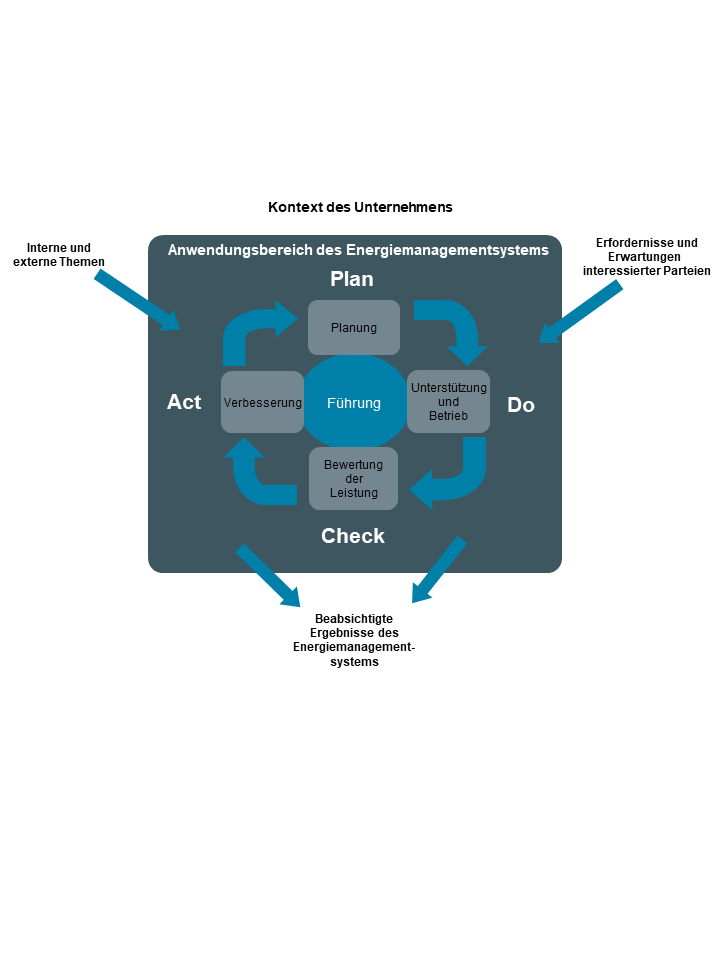 Kontext des Unternehmens
Interne und
externe Themen
Erfordernisse und
Erwartungen
interessierter Parteien
Anwendungsbereich des Energiemanagementsystems
Plan
Planung
Act
Verbesserung
Führung
Unterstützung
und
Betrieb
Do
Bewertung
der
Leistung
Check
Beabsichtigte
Ergebnisse des
Energiemanagement-
systems